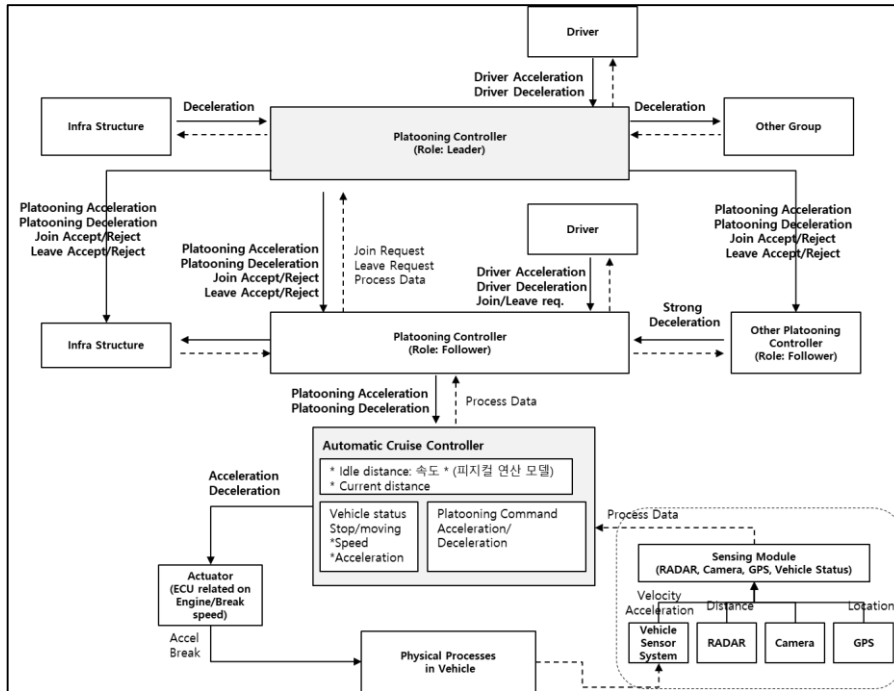 Driver
Driver Acceleration
Driver Deceleration
Deceleration
Infra Structure
Platooning Controller
(Role: Leader)
Deceleration
Other Group
Platooning Acceleration
Platooning Deceleration
Join Accept/Reject
Leave Accept/Reject
Platooning Acceleration
Platooning Deceleration
Join Accept/Reject
Leave Accept/Reject
Join Request
Leave Request
Process Data
Driver
Driver Acceleration
Driver Deceleration
Join/Leave req.
Platooning Acceleration
Platooning Deceleration
Join Accept/Reject
Leave Accept/Reject
Strong
Deceleration
Infra Structure
Platooning Controller
(Role: Follower)
Other Platooning
Controller
(Role: Follower)
Platooning Acceleration
Platooning Deceleration
Process Data
Automatic Cruise Controller
* Idle distance: 속도 * (피지컬 연산 모델)
* Current distance
Vehicle status
Stop/moving
*Speed
*Acceleration
Platooning Command
Acceleration/
Deceleration
Acceleration
Deceleration
Process Data
Sensing Module
(RADAR, Camera, GPS, Vehicle Status)
Actuator
(ECU related on
Engine/Break
speed)
Velocity
Acceleration
Distance
Location
Vehicle
Sensor
System
RADAR
Camera
GPS
Accel
Break
Physical Processes
in Vehicle